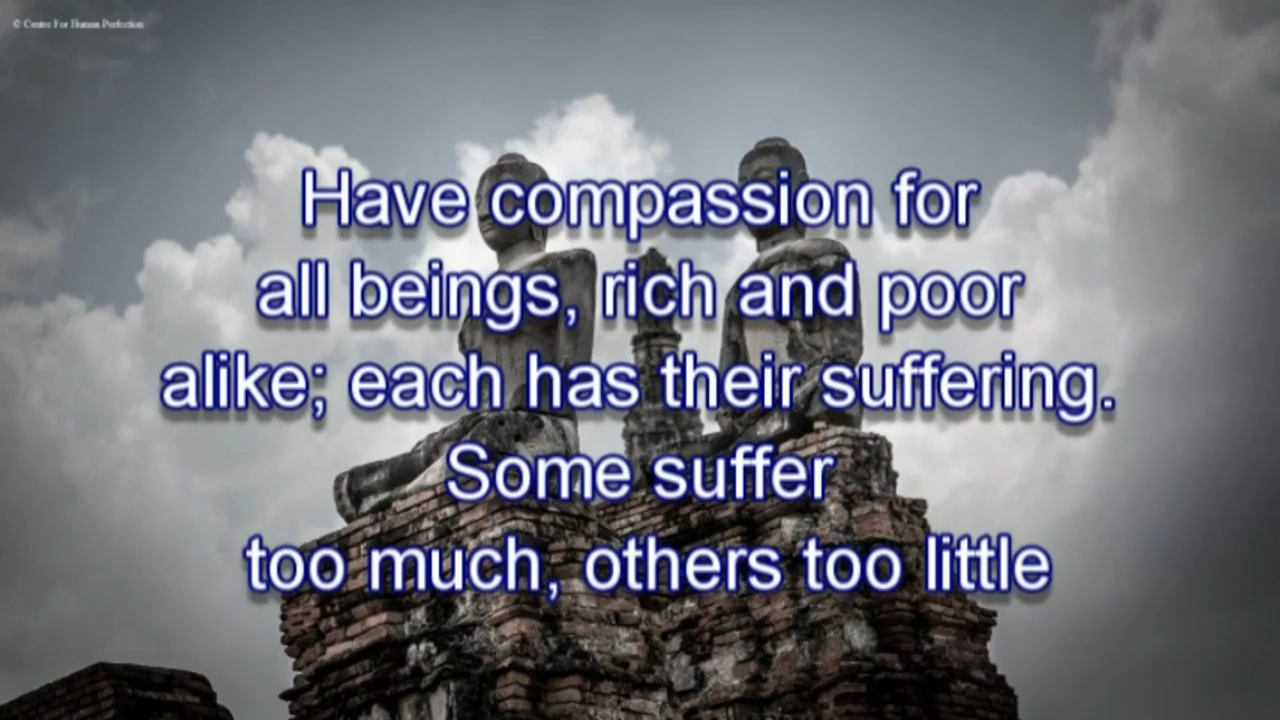 © Centre For Human Perfection
Have compassion for
all beings, rich and poor
alike; each has their suffering.
Some suffer
too much, others too little